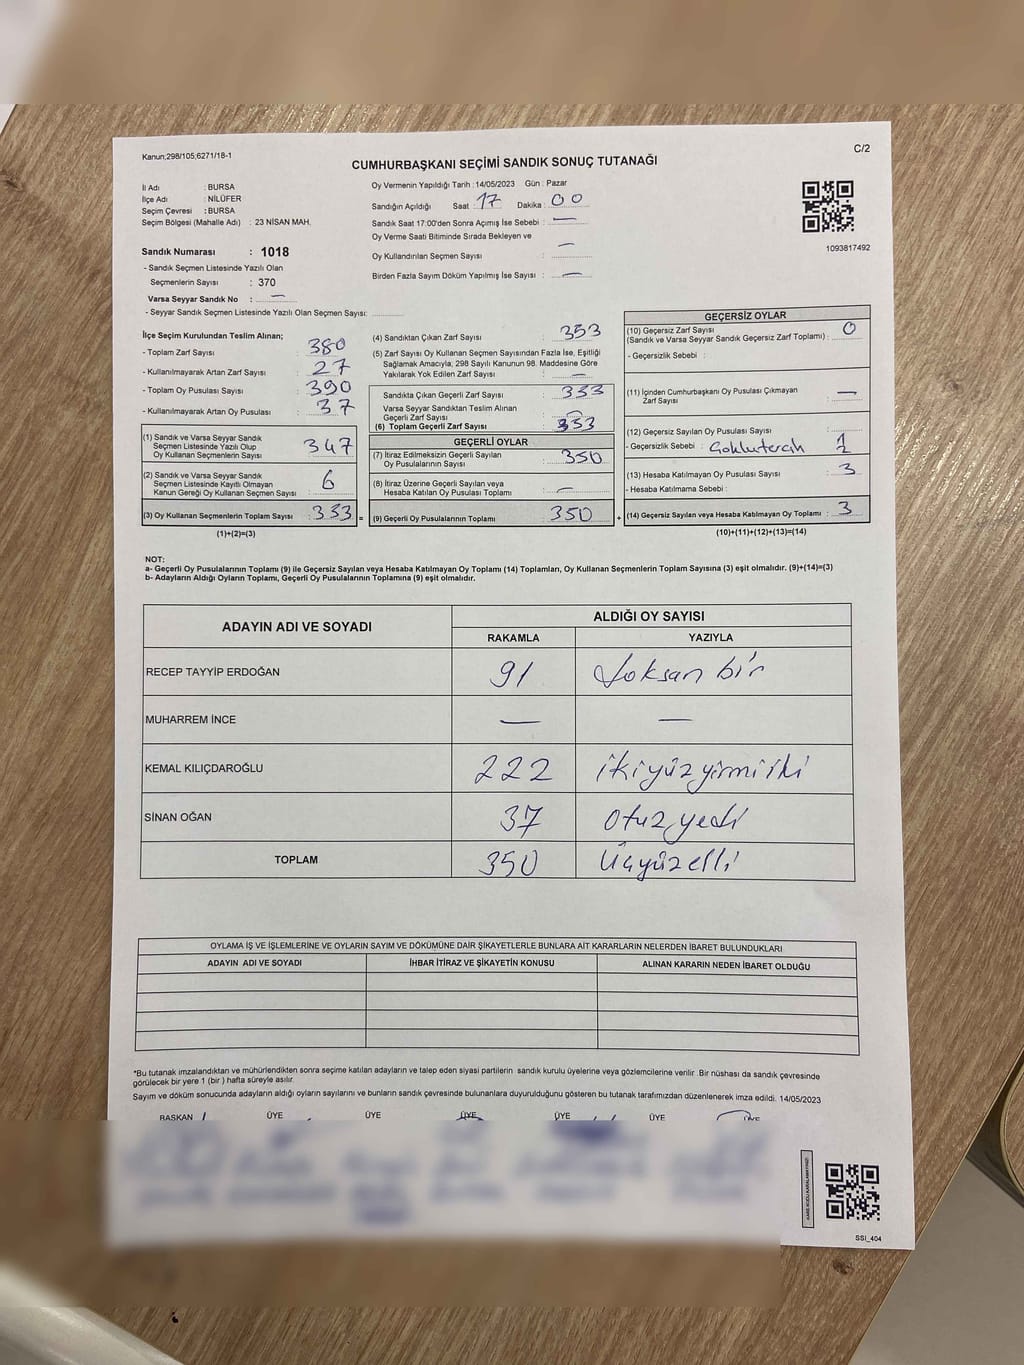 Kanun;298/105;6271/18-1
C/2
CUMHURBAŞKANI SEÇİMİ SANDIK SONUÇ TUTANAĞI
İl Adı : BURSA
İlçe Adı : NİLÜFER
Seçim Çevresi : BURSA
Seçim Bölgesi (Mahalle Adı) : 23 NİSAN MAH.
Sandık Numarası : 1018
- Sandık Seçmen Listesinde Yazılı Olan
Seçmenlerin Sayısı : 370
Varsa Seyyar Sandık No : —
- Seyyar Sandık Seçmen Listesinde Yazılı Olan Seçmen Sayısı:
Oy Vermenin Yapıldığı Tarih : 14/05/2023 Gün : Pazar
Sandığın Açıldığı Saat : 17 Dakika : 00
Sandık Saat 17:00'den Sonra Açımış İse Sebebi : —
Oy Verme Saati Bitiminde Sırada Bekleyen ve
Oy Kullandırılan Seçmen Sayısı : —
Birden Fazla Sayım Döküm Yapılmış İse Sayısı : —
1093817492
İlçe Seçim Kurulundan Teslim Alınan;
- Toplam Zarf Sayısı : 380
- Kullanılmayarak Artan Zarf Sayısı : 27
- Toplam Oy Pusulası Sayısı : 390
- Kullanılmayarak Artan Oy Pusulası : 37
(1) Sandık ve Varsa Seyyar Sandık
Seçmen Listesinde Yazılı Olup
Oy Kullanan Seçmenlerin Sayısı : 347
(2) Sandık ve Varsa Seyyar Sandık
Seçmen Listesinde Kayıtlı Olmayan
Kanun Gereği Oy Kullanan Seçmen Sayısı : 6
(3) Oy Kullanan Seçmenlerin Toplam Sayısı : 353 =
(1)+(2)=(3)
(4) Sandıktan Çıkan Zarf Sayısı : 353
(5) Zarf Sayısı Oy Kullanan Seçmen Sayısından Fazla İse, Eşitliği
Sağlamak Amacıyla; 298 Sayılı Kanunun 98. Maddesine Göre
Yakılarak Yok Edilen Zarf Sayısı : —
Sandıkta Çıkan Geçerli Zarf Sayısı : 353
Varsa Seyyar Sandıktan Teslim Alınan
Geçerli Zarf Sayısı : —
(6) Toplam Geçerli Zarf Sayısı : 353
GEÇERLİ OYLAR
(7) İtiraz Edilmeksizin Geçerli Sayılan
Oy Pusulalarının Sayısı : 350
(8) İtiraz Üzerine Geçerli Sayılan veya
Hesaba Katılan Oy Pusulası Toplamı : —
(9) Geçerli Oy Pusulalarının Toplamı : 350 +
GEÇERSİZ OYLAR
(10) Geçersiz Zarf Sayısı
(Sandık ve Varsa Seyyar Sandık Geçersiz Zarf Toplamı) : 0
- Geçersizlik Sebebi :
(11) İçinden Cumhurbaşkanı Oy Pusulası Çıkmayan
Zarf Sayısı : —
(12) Geçersiz Sayılan Oy Pusulası Sayısı :
- Geçersizlik Sebebi :
(13) Hesaba Katılmayan Oy Pusulası Sayısı : 3
- Hesaba Katılmama Sebebi :
(14) Geçersiz Sayılan veya Hesaba Katılmayan Oy Toplamı : 3
(10)+(11)+(12)+(13)=(14)
NOT:
a- Geçerli Oy Pusulalarının Toplamı (9) ile Geçersiz Sayılan veya Hesaba Katılmayan Oy Toplamı (14) Toplamları, Oy Kullanan Seçmenlerin Toplam Sayısına (3) eşit olmalıdır. (9)+(14)=(3)
b- Adayların Aldığı Oyların Toplamı, Geçerli Oy Pusulalarının Toplamına (9) eşit olmalıdır.
ADAYIN ADI VE SOYADI
ALDIĞI OY SAYISI
RAKAMLA YAZIYLA
RECEP TAYYİP ERDOĞAN 91 doksan bir
MUHARREM İNCE — —
KEMAL KILIÇDAROĞLU 222 ikiyüzyirmiiki
SİNAN OĞAN 37 otuzyedi
TOPLAM 350 üçyüzelli
OYLAMA İŞ VE İŞLEMLERİNE VE OYLARIN SAYIM VE DÖKÜMÜNE DAİR ŞİKAYETLERLE BUNLARA AİT KARARLARIN NELERDEN İBARET BULUNDUKLARI
ADAYIN ADI VE SOYADI İHBAR İTİRAZ VE ŞİKAYETİN KONUSU ALINAN KARARIN NEDEN İBARET OLDUĞU
*Bu tutanak imzalandıktan ve mühürlendikten sonra seçime katılan adayların ve talep eden siyasi partilerin sandık kurulu üyelerine veya gözlemcilerine verilir .Bir nüshası da sandık çevresinde
görülecek bir yere 1 (bir ) hafta süreyle asılır.
Sayım ve döküm sonucunda adayların aldığı oyların sayılarını ve bunların sandık çevresinde bulunanlara duyurulduğunu gösteren bu tutanak tarafımızdan düzenlenerek imza edildi. 14/05/2023
BAŞKAN ÜYE ÜYE ÜYE ÜYE ÜYE ÜYE
SSI_404